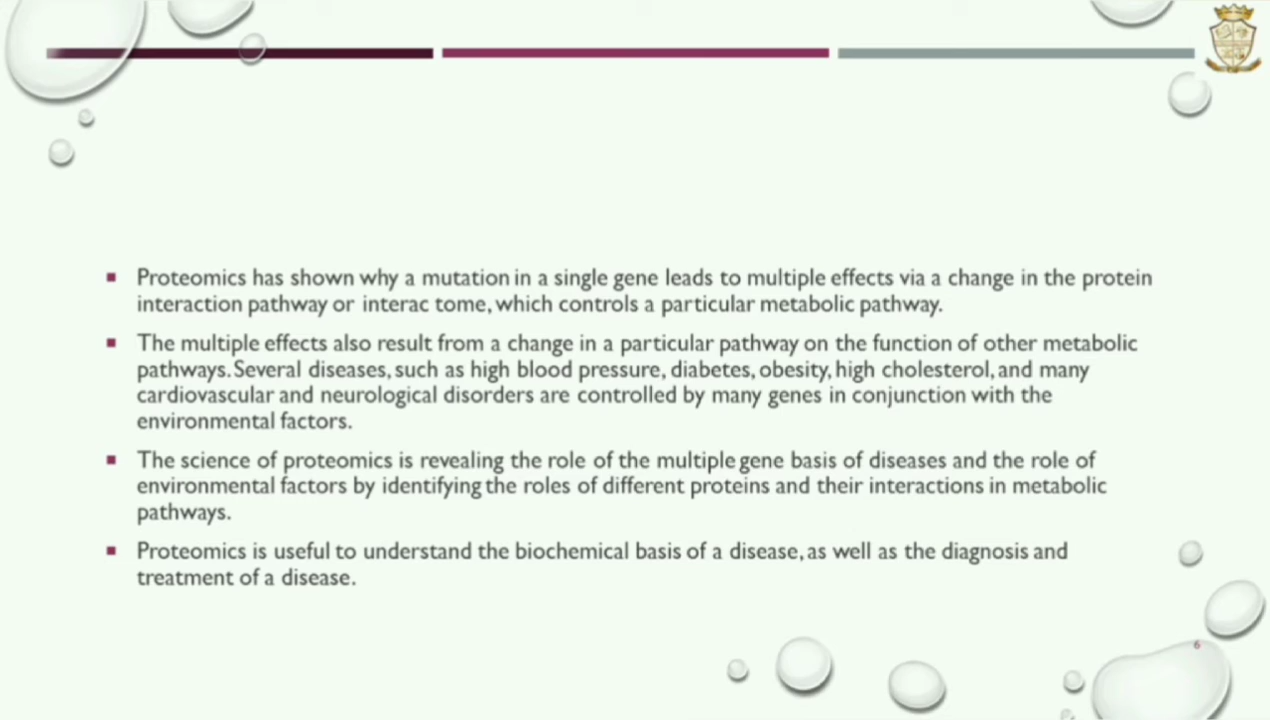 Proteomics has shown why a mutation in a single gene leads to multiple effects via a change in the protein
interaction pathway or interac tome, which controls a particular metabolic pathway.
The multiple effects also result from a change in a particular pathway on the function of other metabolic
pathways. Several diseases, such as high blood pressure, diabetes, obesity, high cholesterol, and many
cardiovascular and neurological disorders are controlled by many genes in conjunction with the
environmental factors.
The science of proteomics is revealing the role of the multiple gene basis of diseases and the role of
environmental factors by identifying the roles of different proteins and their interactions in metabolic
pathways.
Proteomics is useful to understand the biochemical basis of a disease, as well as the diagnosis and
treatment of a disease.
6